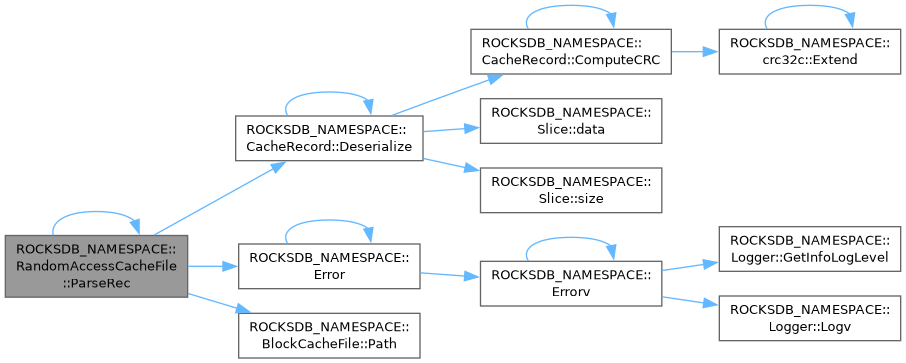 ROCKSDB_NAMESPACE::
RandomAccessCacheFile
::ParseRec
ROCKSDB_NAMESPACE::
CacheRecord::Deserialize
ROCKSDB_NAMESPACE::
CacheRecord::ComputeCRC
ROCKSDB_NAMESPACE::
crc32c::Extend
ROCKSDB_NAMESPACE::
Slice::data
ROCKSDB_NAMESPACE::
Slice::size
ROCKSDB_NAMESPACE::
Error
ROCKSDB_NAMESPACE::
Errorv
ROCKSDB_NAMESPACE::
Logger::GetInfoLogLevel
ROCKSDB_NAMESPACE::
Logger::Logv
ROCKSDB_NAMESPACE::
BlockCacheFile::Path